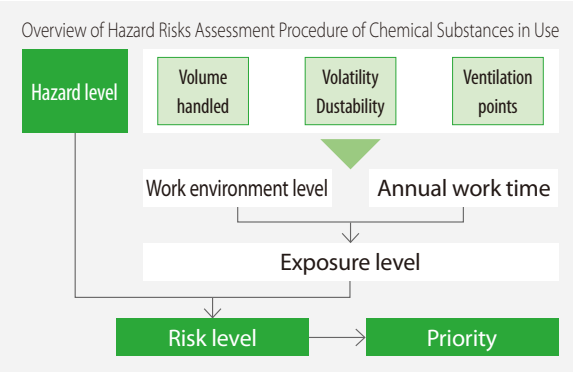 Overview of Hazard Risks Assessment Procedure of Chemical Substances in Use
Hazard level
Volume
handled
Volatility
Dustability
Ventilation
points
Work environment level
Annual work time
Exposure level
Risk level
Priority